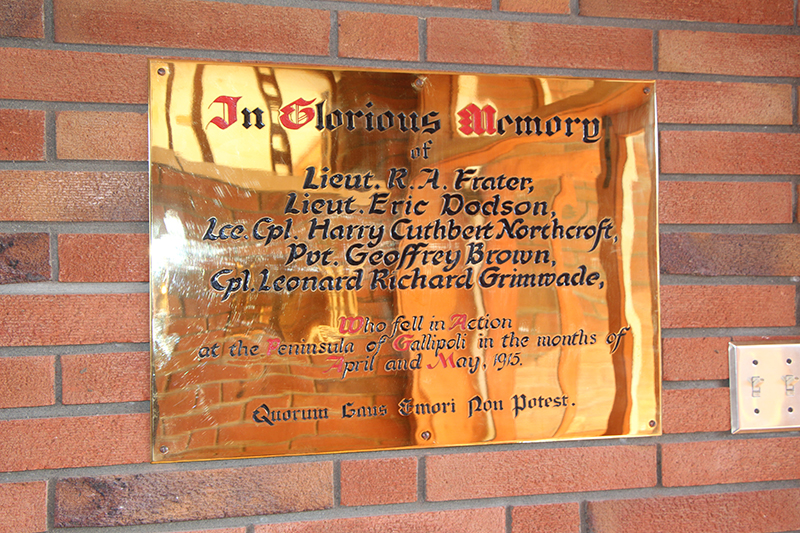 In Glorious Memory
of
Lieut. R. A. Frater,
Lieut. Eric Dodson,
Lce. Cpl. Harry Cuthbert Northcroft,
Pvt. Geoffrey Brown,
Cpl. Leonard Richard Grimwade,
Who fell in Action
at the Peninsula of Gallipoli in the months of
April and May, 1915.
Quorum Laus Emori Non Potest.